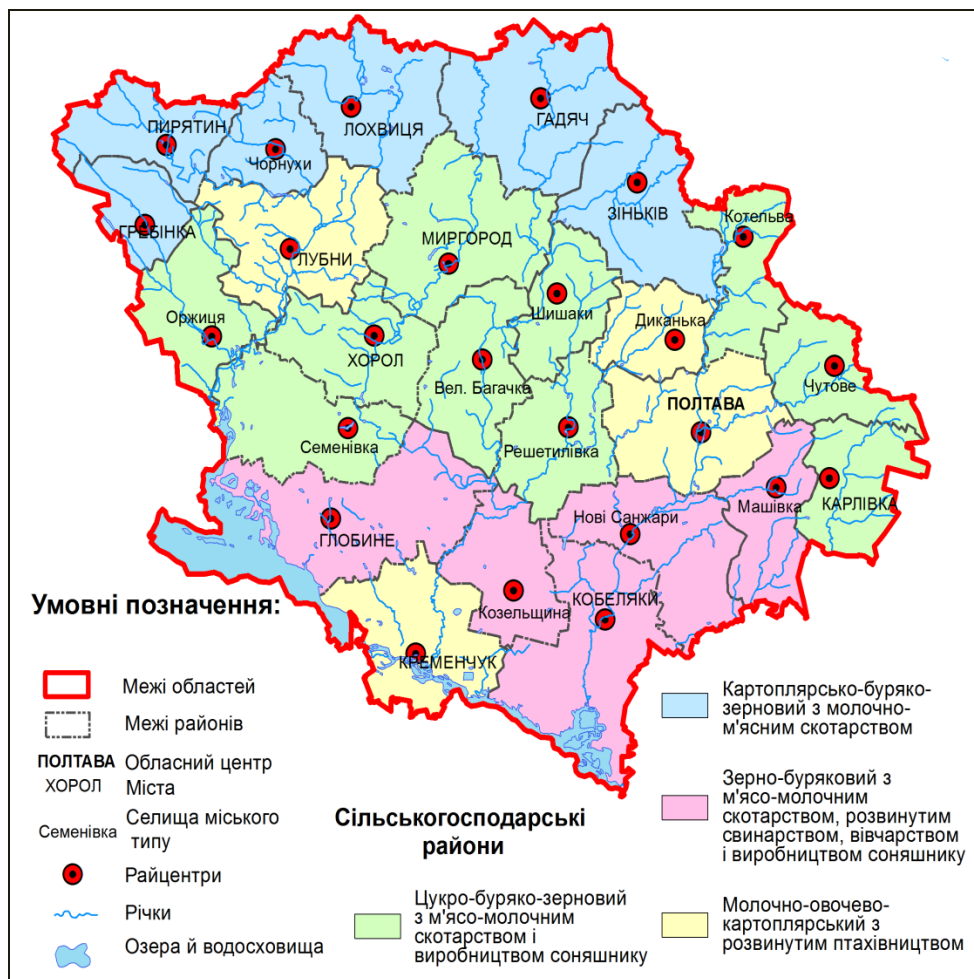 ПИРЯТИН
ЛОХВИЦЯ
ГАДЯЧ
Чорнухи
ГРЕБІНКА
ЗІНЬКІВ
Котельва
ЛУБНИ
МИРГОРОД
Оржиця
ХОРОЛ
Шишаки
Диканька
Вел. Багачка
Чутове
ПОЛТАВА
Семенівка
Решетилівка
КАРЛІВКА
Машівка
Нові Санжари
ГЛОБИНЕ
Козельщина
КОБЕЛЯКИ
КРЕМЕНЧУК
Умовні позначення:
Межі областей
Межі районів
ПОЛТАВА Обласний центр
ХОРОЛ Міста
Семенівка Селища міського
типу
Райцентри
Річки
Озера й водосховища
Сільськогосподарські
райони
Цукро-буряко-зерновий
з м'ясо-молочним
скотарством і
виробництвом соняшнику
Картоплярсько-буряко-
зерновий з молочно-
м'ясним скотарством
Зерно-буряковий з
м'ясо-молочним
скотарством, розвинутим
свинарством, вівчарством
і виробництвом соняшнику
Молочно-овочево-
картоплярський з
розвинутим птахівництвом